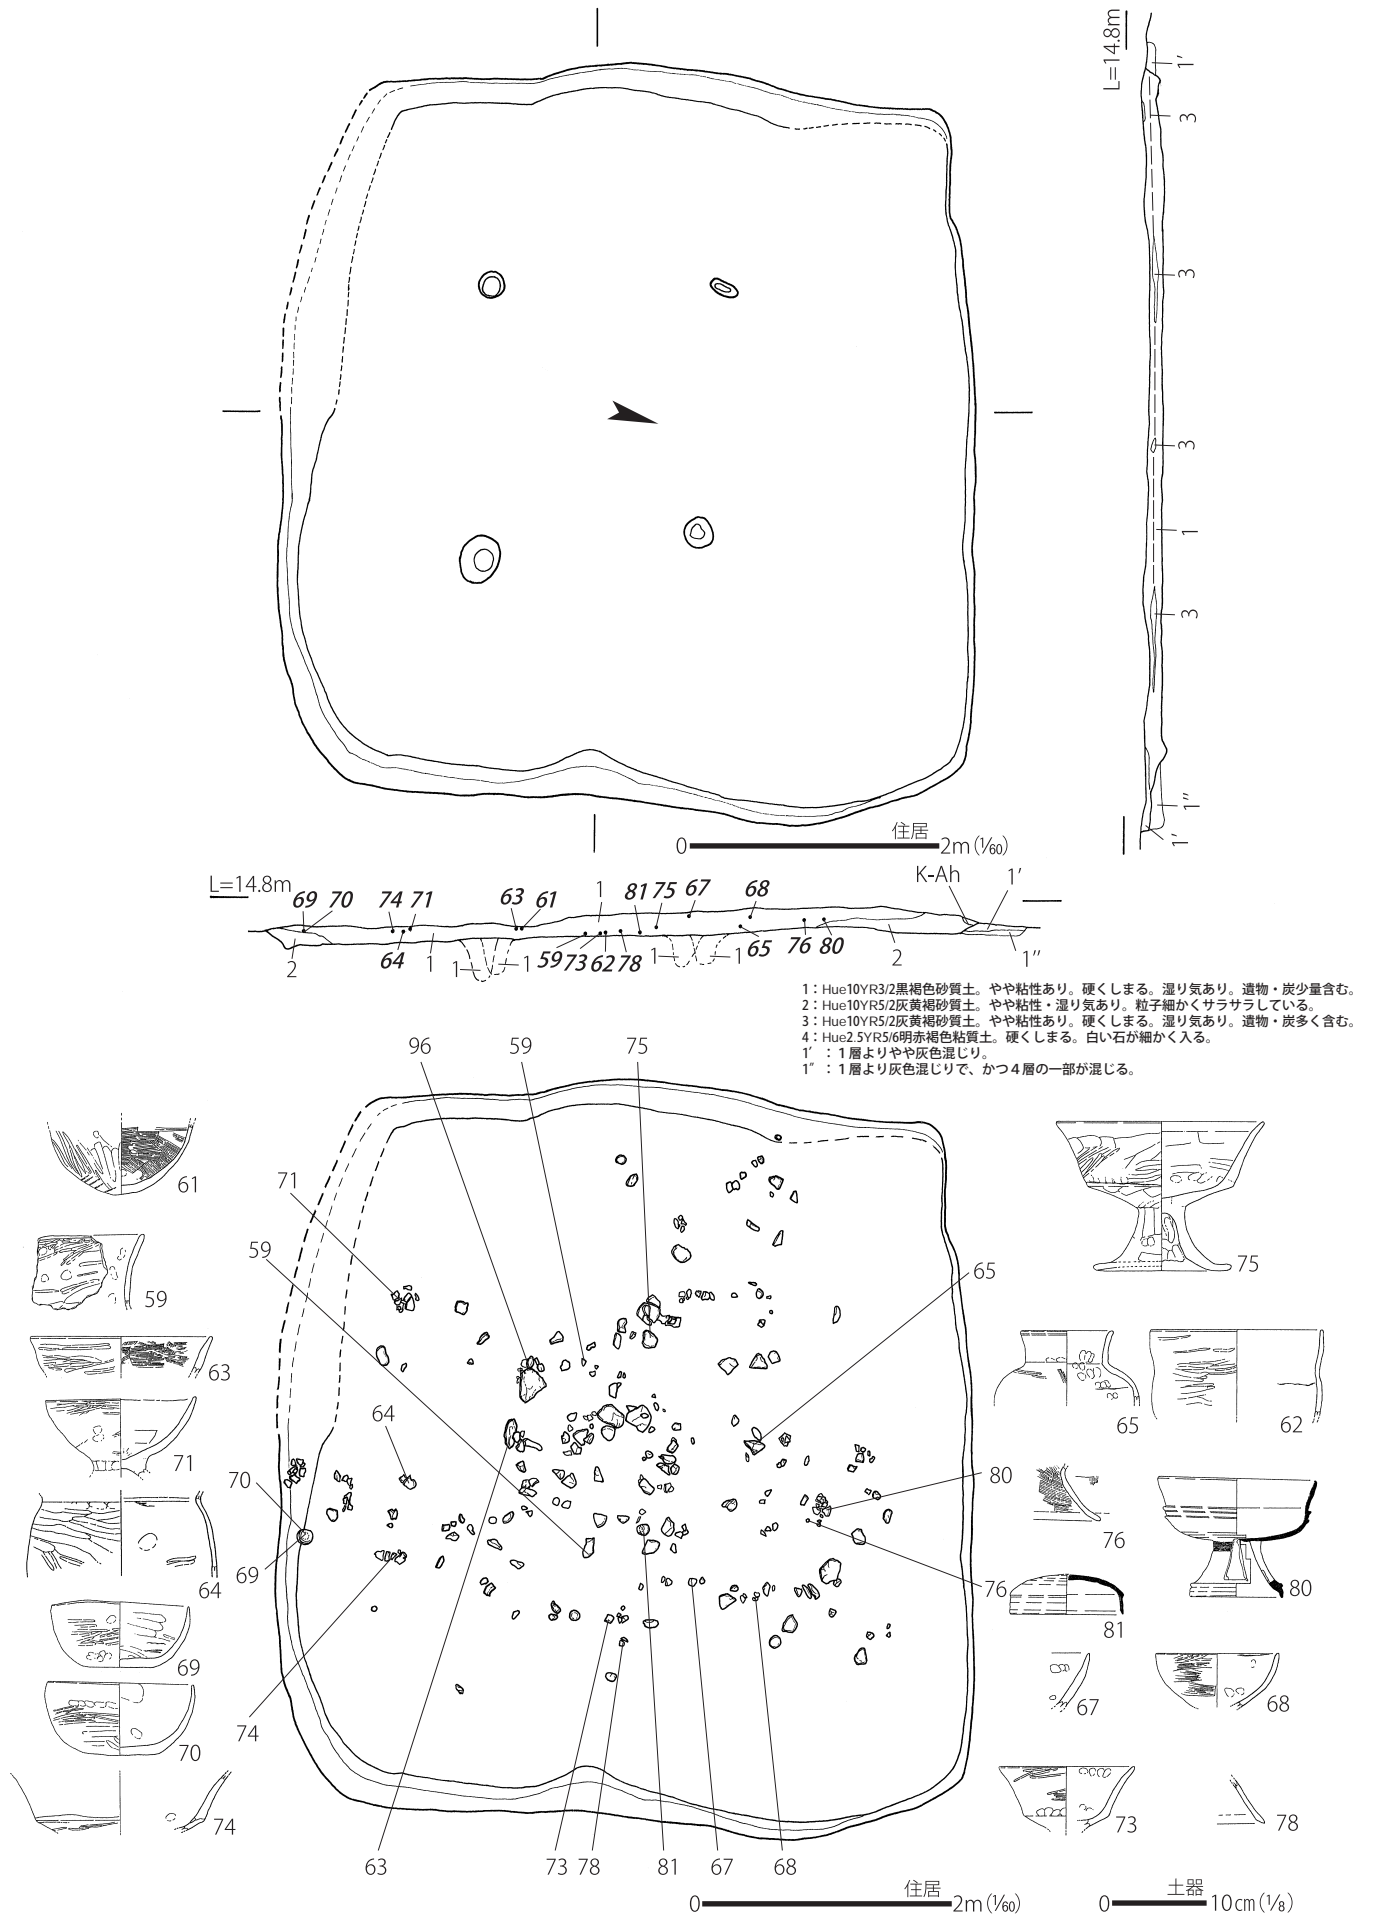 L=14.8m
1′
3
3
3
1
3
1″
1′
住居
0 2m(1/60)
L=14.8m
69 70 74 71 63 61 1 81 75 67 68 K-Ah 1′
2 64 1 1 1 59 73 62 78 1 1 65 76 80 2 1″
1：Hue10YR3/2黒褐色砂質土。やや粘性あり。硬くしまる。湿り気あり。遺物・炭少量含む。
2：Hue10YR5/2灰黄褐砂質土。やや粘性・湿り気あり。粒子細かくサラサラしている。
3：Hue10YR5/2灰黄褐砂質土。やや粘性あり。硬くしまる。湿り気あり。遺物・炭多く含む。
4：Hue2.5YR5/6明赤褐色粘質土。硬くしまる。白い石が細かく入る。
1′：1層よりやや灰色混じり。
1″：1層より灰色混じりで、かつ4層の一部が混じる。
96 59 75
71
59
64
70
69
74
65
80
76
63 73 78 81 67 68
61
59
63
71
64
69
70
74
75
65 62
76 80
81
67 68
73 78
住居
0 2m(1/60)
土器
0 10cm(1/8)